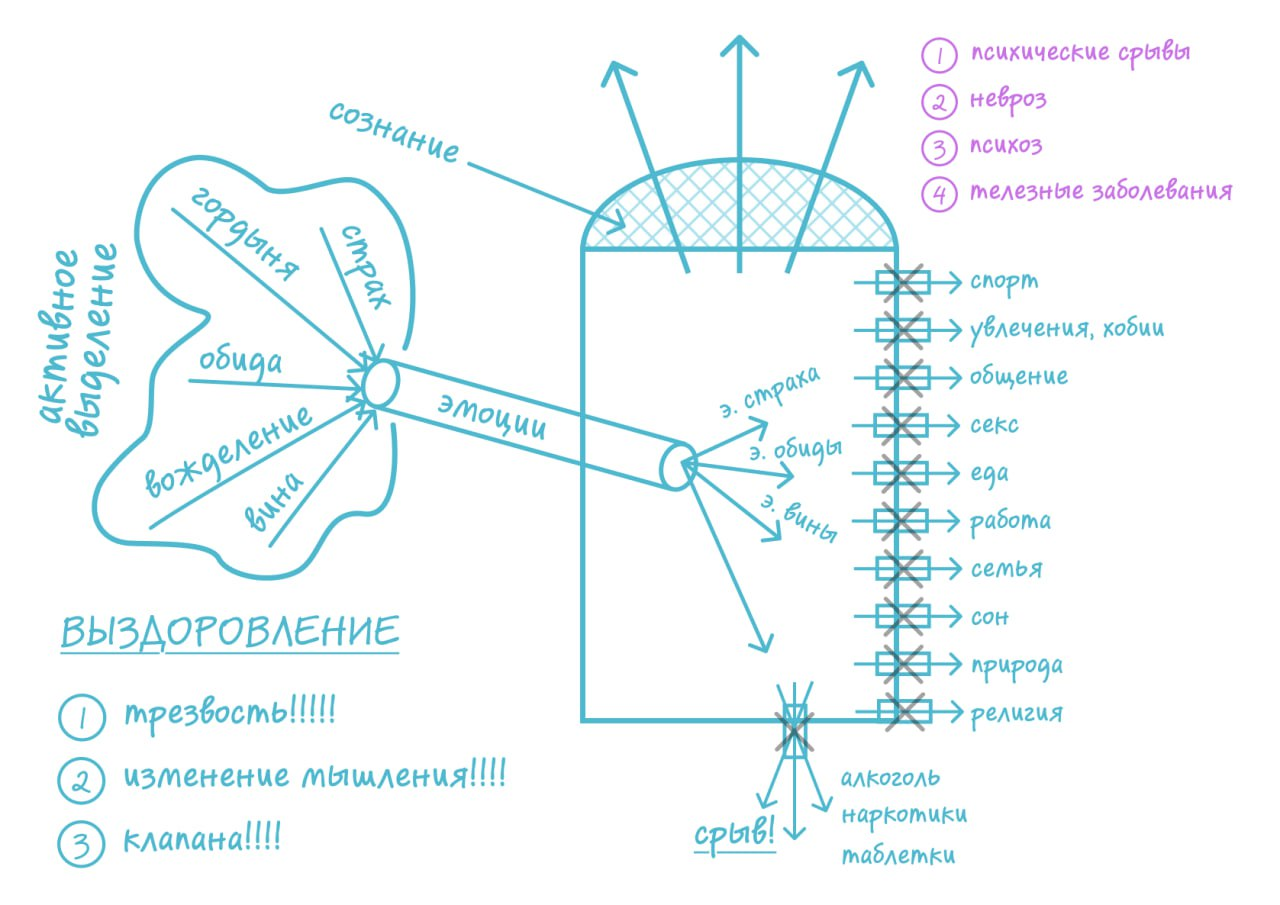 сознание
активное
выделение
гордыня
страх
обида
вожделение
вина
эмоции
э. страха
э. обиды
э. вины
1 психические срывы
2 невроз
3 психоз
4 телезные заболевания
спорт
увлечения, хобии
общение
секс
еда
работа
семья
сон
природа
религия
срыв!
алкоголь
наркотики
таблетки
ВЫЗДОРОВЛЕНИЕ
1 трезвость!!!!!
2 изменение мышления!!!!
3 клапана!!!!